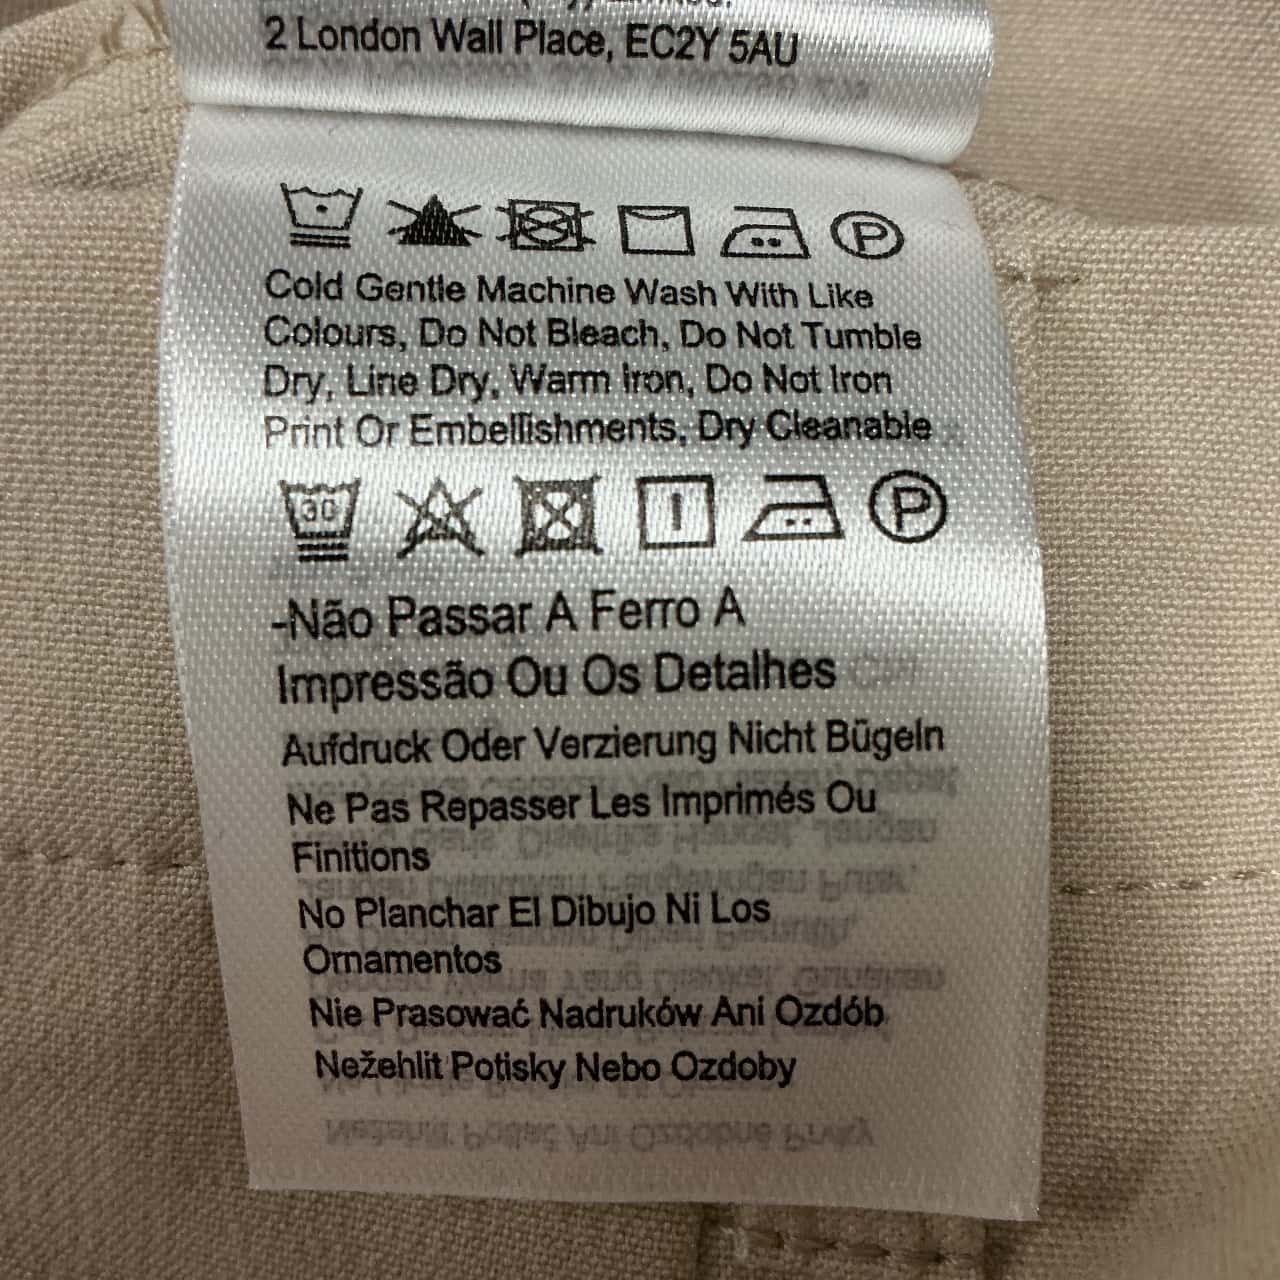 2 London Wall Place, EC2Y 5AU
Cold Gentle Machine Wash With Like
Colours, Do Not Bleach, Do Not Tumble
Dry, Line Dry, Warm Iron, Do Not Iron
Print Or Embellishments, Dry Cleanable
P
30
P
-Não Passar A Ferro A
Impressão Ou Os Detalhes
Aufdruck Oder Verzierung Nicht Bügeln
Ne Pas Repasser Les Imprimés Ou
Finitions
No Planchar El Dibujo Ni Los
Ornamentos
Nie Prasować Nadruków Ani Ozdób
Nežehlit Potisky Nebo Ozdoby